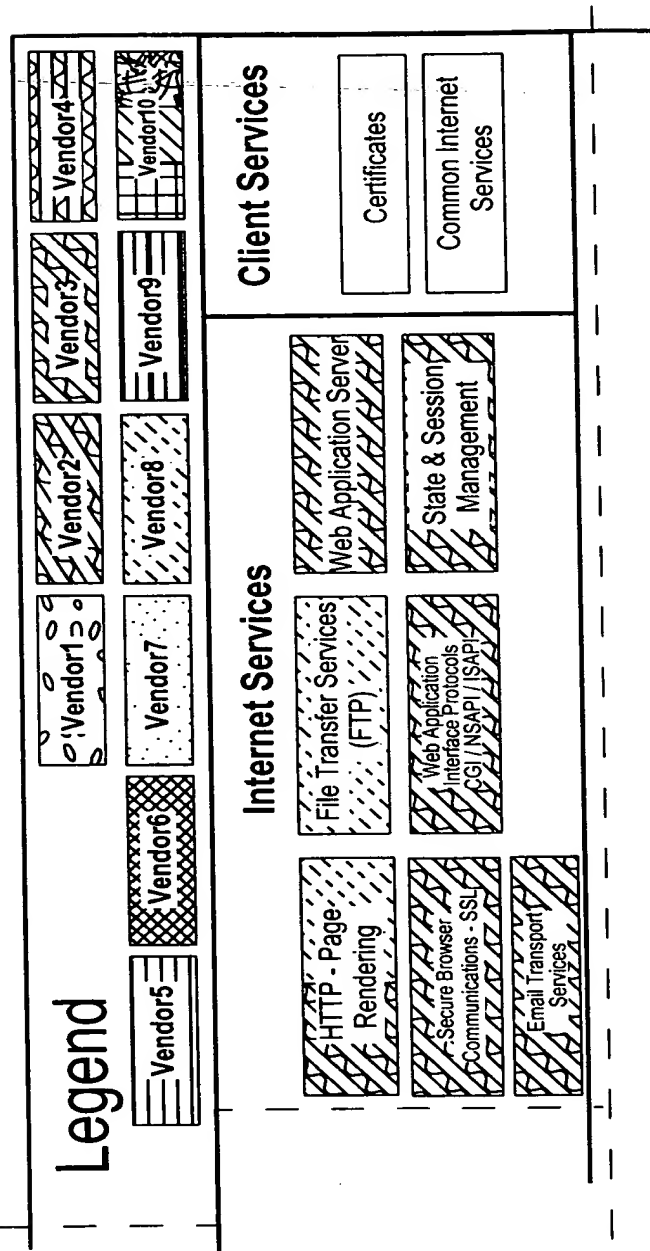 Legend
Vendor1
Vendor2
Vendor3
Vendor4
Vendor5
Vendor6
Vendor7
Vendor8
Vendor9
Vendor10
Internet Services
HTTP - Page
Rendering
File Transfer Services
(FTP)
Web Application Server
Secure Browser
Communications - SSL
Web Application
Interface Protocols
CGI / NSAPI / ISAPI
State & Session
Management
Email Transport
Services
Client Services
Certificates
Common Internet
Services